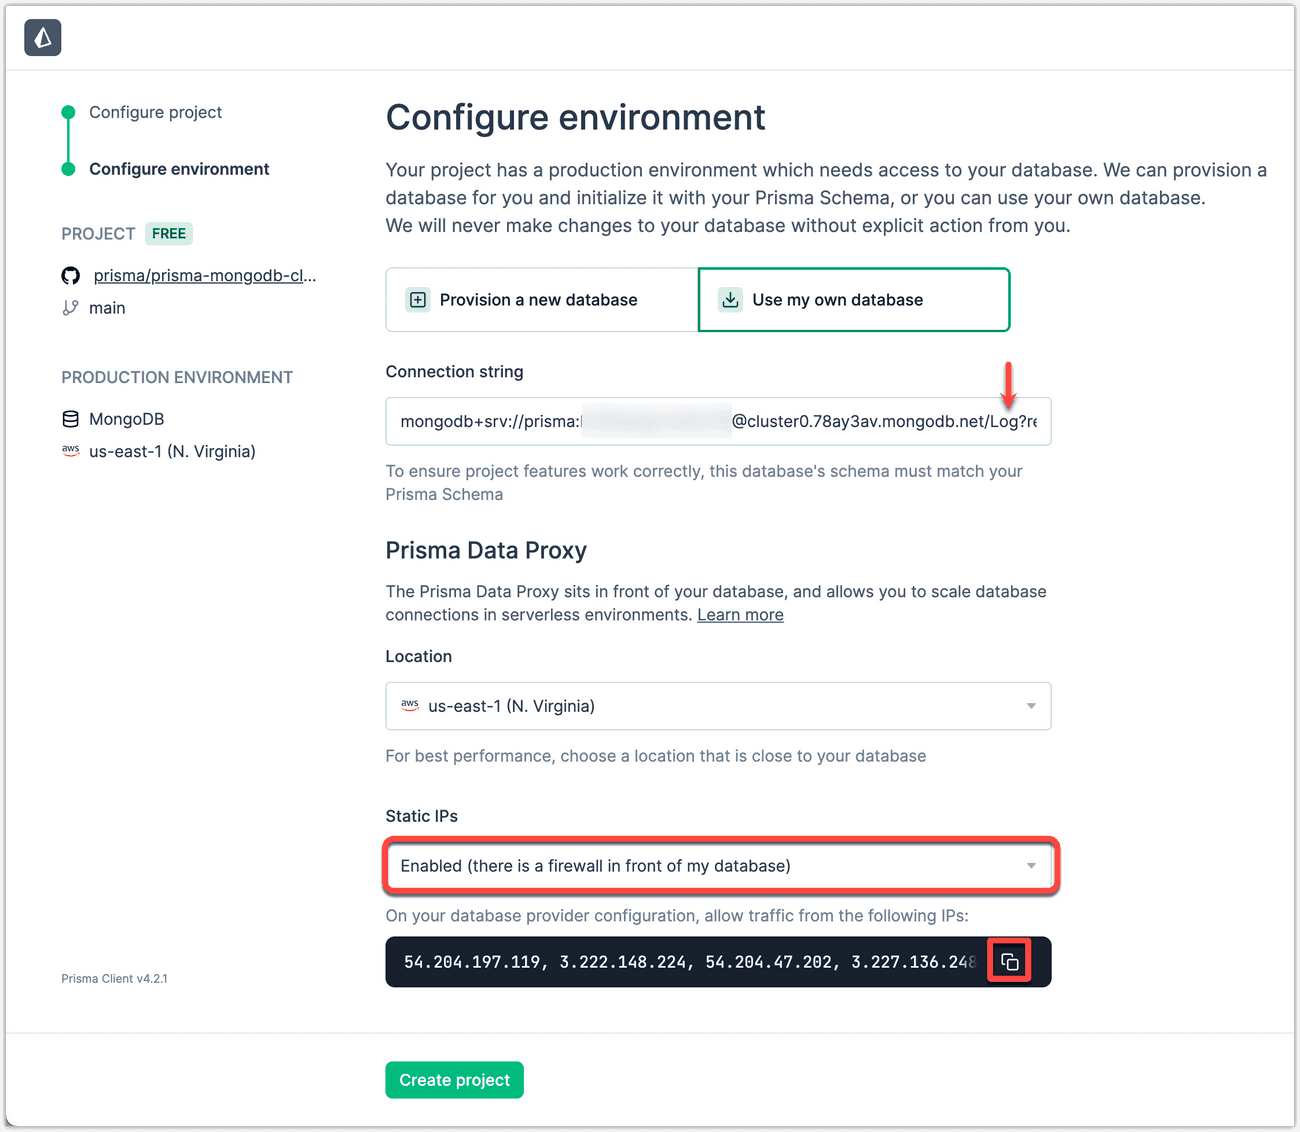 Configure project
Configure environment
PROJECT FREE
prisma/prisma-mongodb-cl...
main
PRODUCTION ENVIRONMENT
MongoDB
aws us-east-1 (N. Virginia)
Prisma Client v4.2.1
Configure environment
Your project has a production environment which needs access to your database. We can provision a
database for you and initialize it with your Prisma Schema, or you can use your own database.
We will never make changes to your database without explicit action from you.
Provision a new database
Use my own database
Connection string
mongodb+srv://prisma: @cluster0.78ay3av.mongodb.net/Log?re
To ensure project features work correctly, this database's schema must match your
Prisma Schema
Prisma Data Proxy
The Prisma Data Proxy sits in front of your database, and allows you to scale database
connections in serverless environments. Learn more
Location
aws us-east-1 (N. Virginia)
For best performance, choose a location that is close to your database
Static IPs
Enabled (there is a firewall in front of my database)
On your database provider configuration, allow traffic from the following IPs:
54.204.197.119, 3.222.148.224, 54.204.47.202, 3.227.136.248
Create project